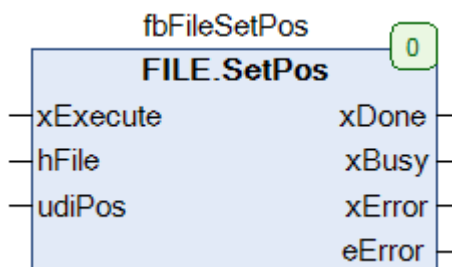 fbFileSetPos
0
FILE.SetPos
xExecute xDone
hFile xBusy
udiPos xError
eError